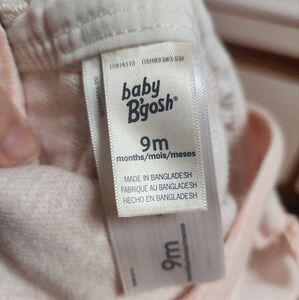 baby
B'gosh®
9m
months/mois/meses
MADE IN BANGLADESH
FABRIQUÉ AU BANGLADESH
HECHO EN BANGLADESH
9m